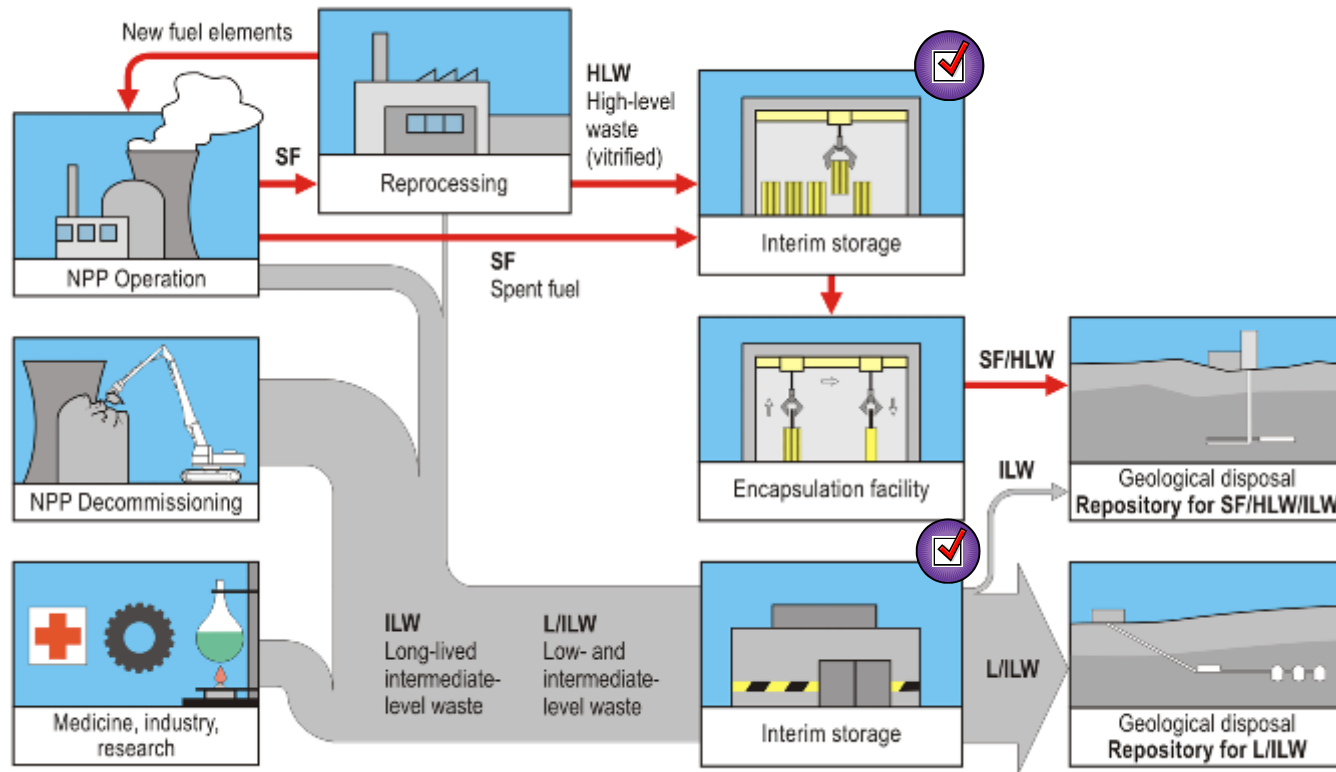 New fuel elements
NPP Operation
SF
Reprocessing
HLW
High-level
waste
(vitrified)
SF
Spent fuel
Interim storage
Encapsulation facility
SF/HLW
Geological disposal
Repository for SF/HLW/ILW
NPP Decommissioning
Medicine, industry,
research
ILW
Long-lived
intermediate-
level waste
L/ILW
Low- and
intermediate-
level waste
Interim storage
ILW
L/ILW
Geological disposal
Repository for L/ILW